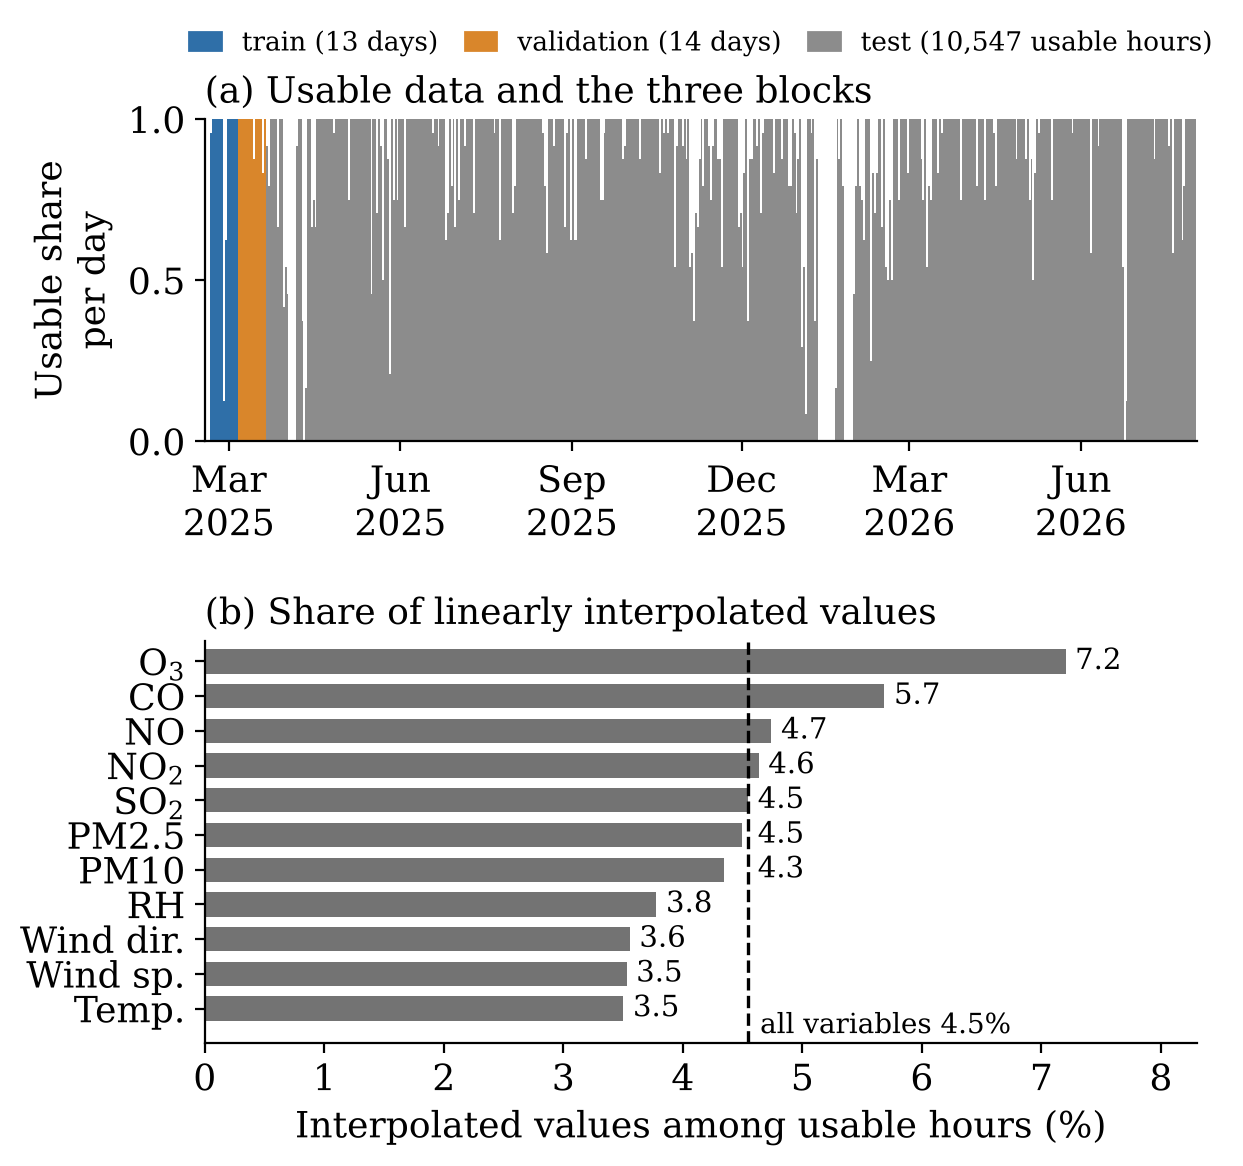 train (13 days) validation (14 days) test (10,547 usable hours)
(a) Usable data and the three blocks
Usable share
per day
1.0
0.5
0.0
Mar Jun Sep Dec Mar Jun
2025 2025 2025 2025 2026 2026
(b) Share of linearly interpolated values
O₃ 7.2
CO 5.7
NO 4.7
NO₂ 4.6
SO₂ 4.5
PM2.5 4.5
PM10 4.3
RH 3.8
Wind dir. 3.6
Wind sp. 3.5
Temp. 3.5
all variables 4.5%
0 1 2 3 4 5 6 7 8
Interpolated values among usable hours (%)